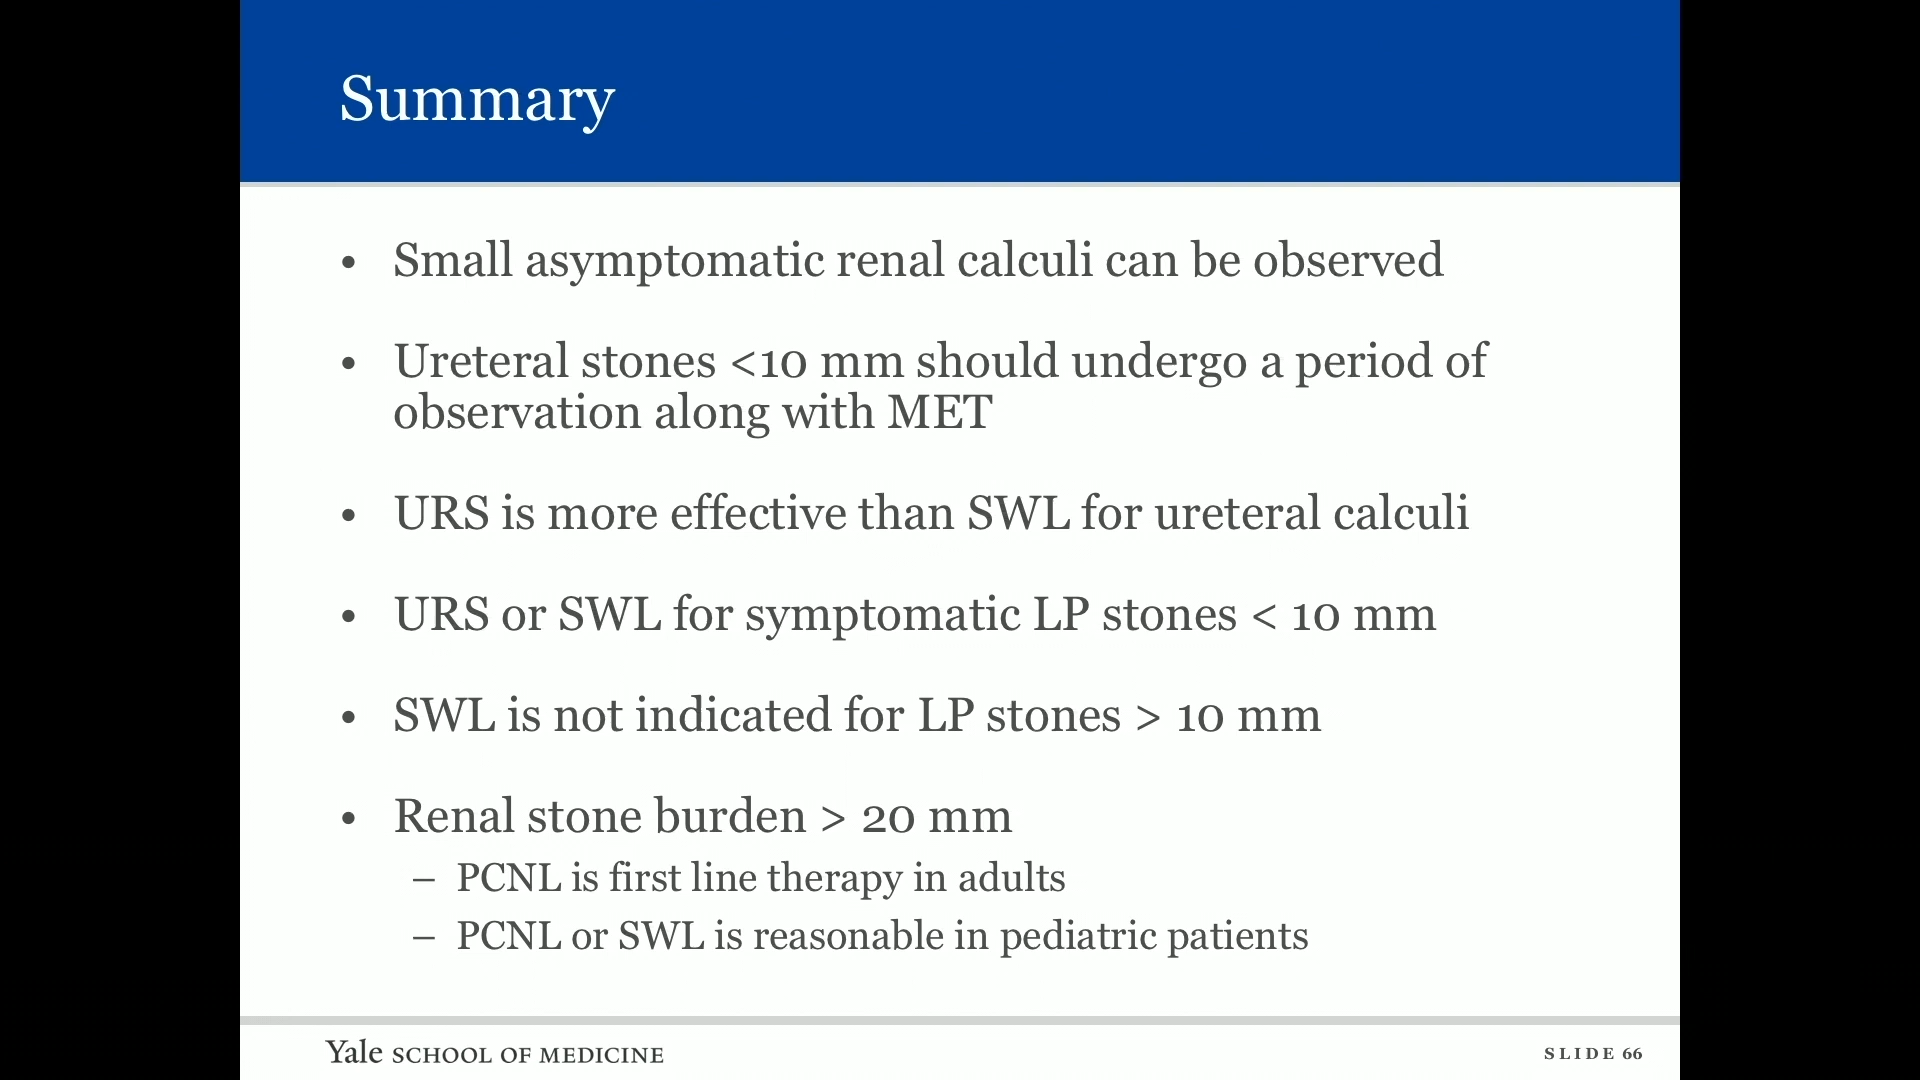 Summary
• Small asymptomatic renal calculi can be observed
• Ureteral stones <10 mm should undergo a period of
observation along with MET
• URS is more effective than SWL for ureteral calculi
• URS or SWL for symptomatic LP stones < 10 mm
• SWL is not indicated for LP stones > 10 mm
• Renal stone burden > 20 mm
– PCNL is first line therapy in adults
– PCNL or SWL is reasonable in pediatric patients
Yale SCHOOL OF MEDICINE
SLIDE 66